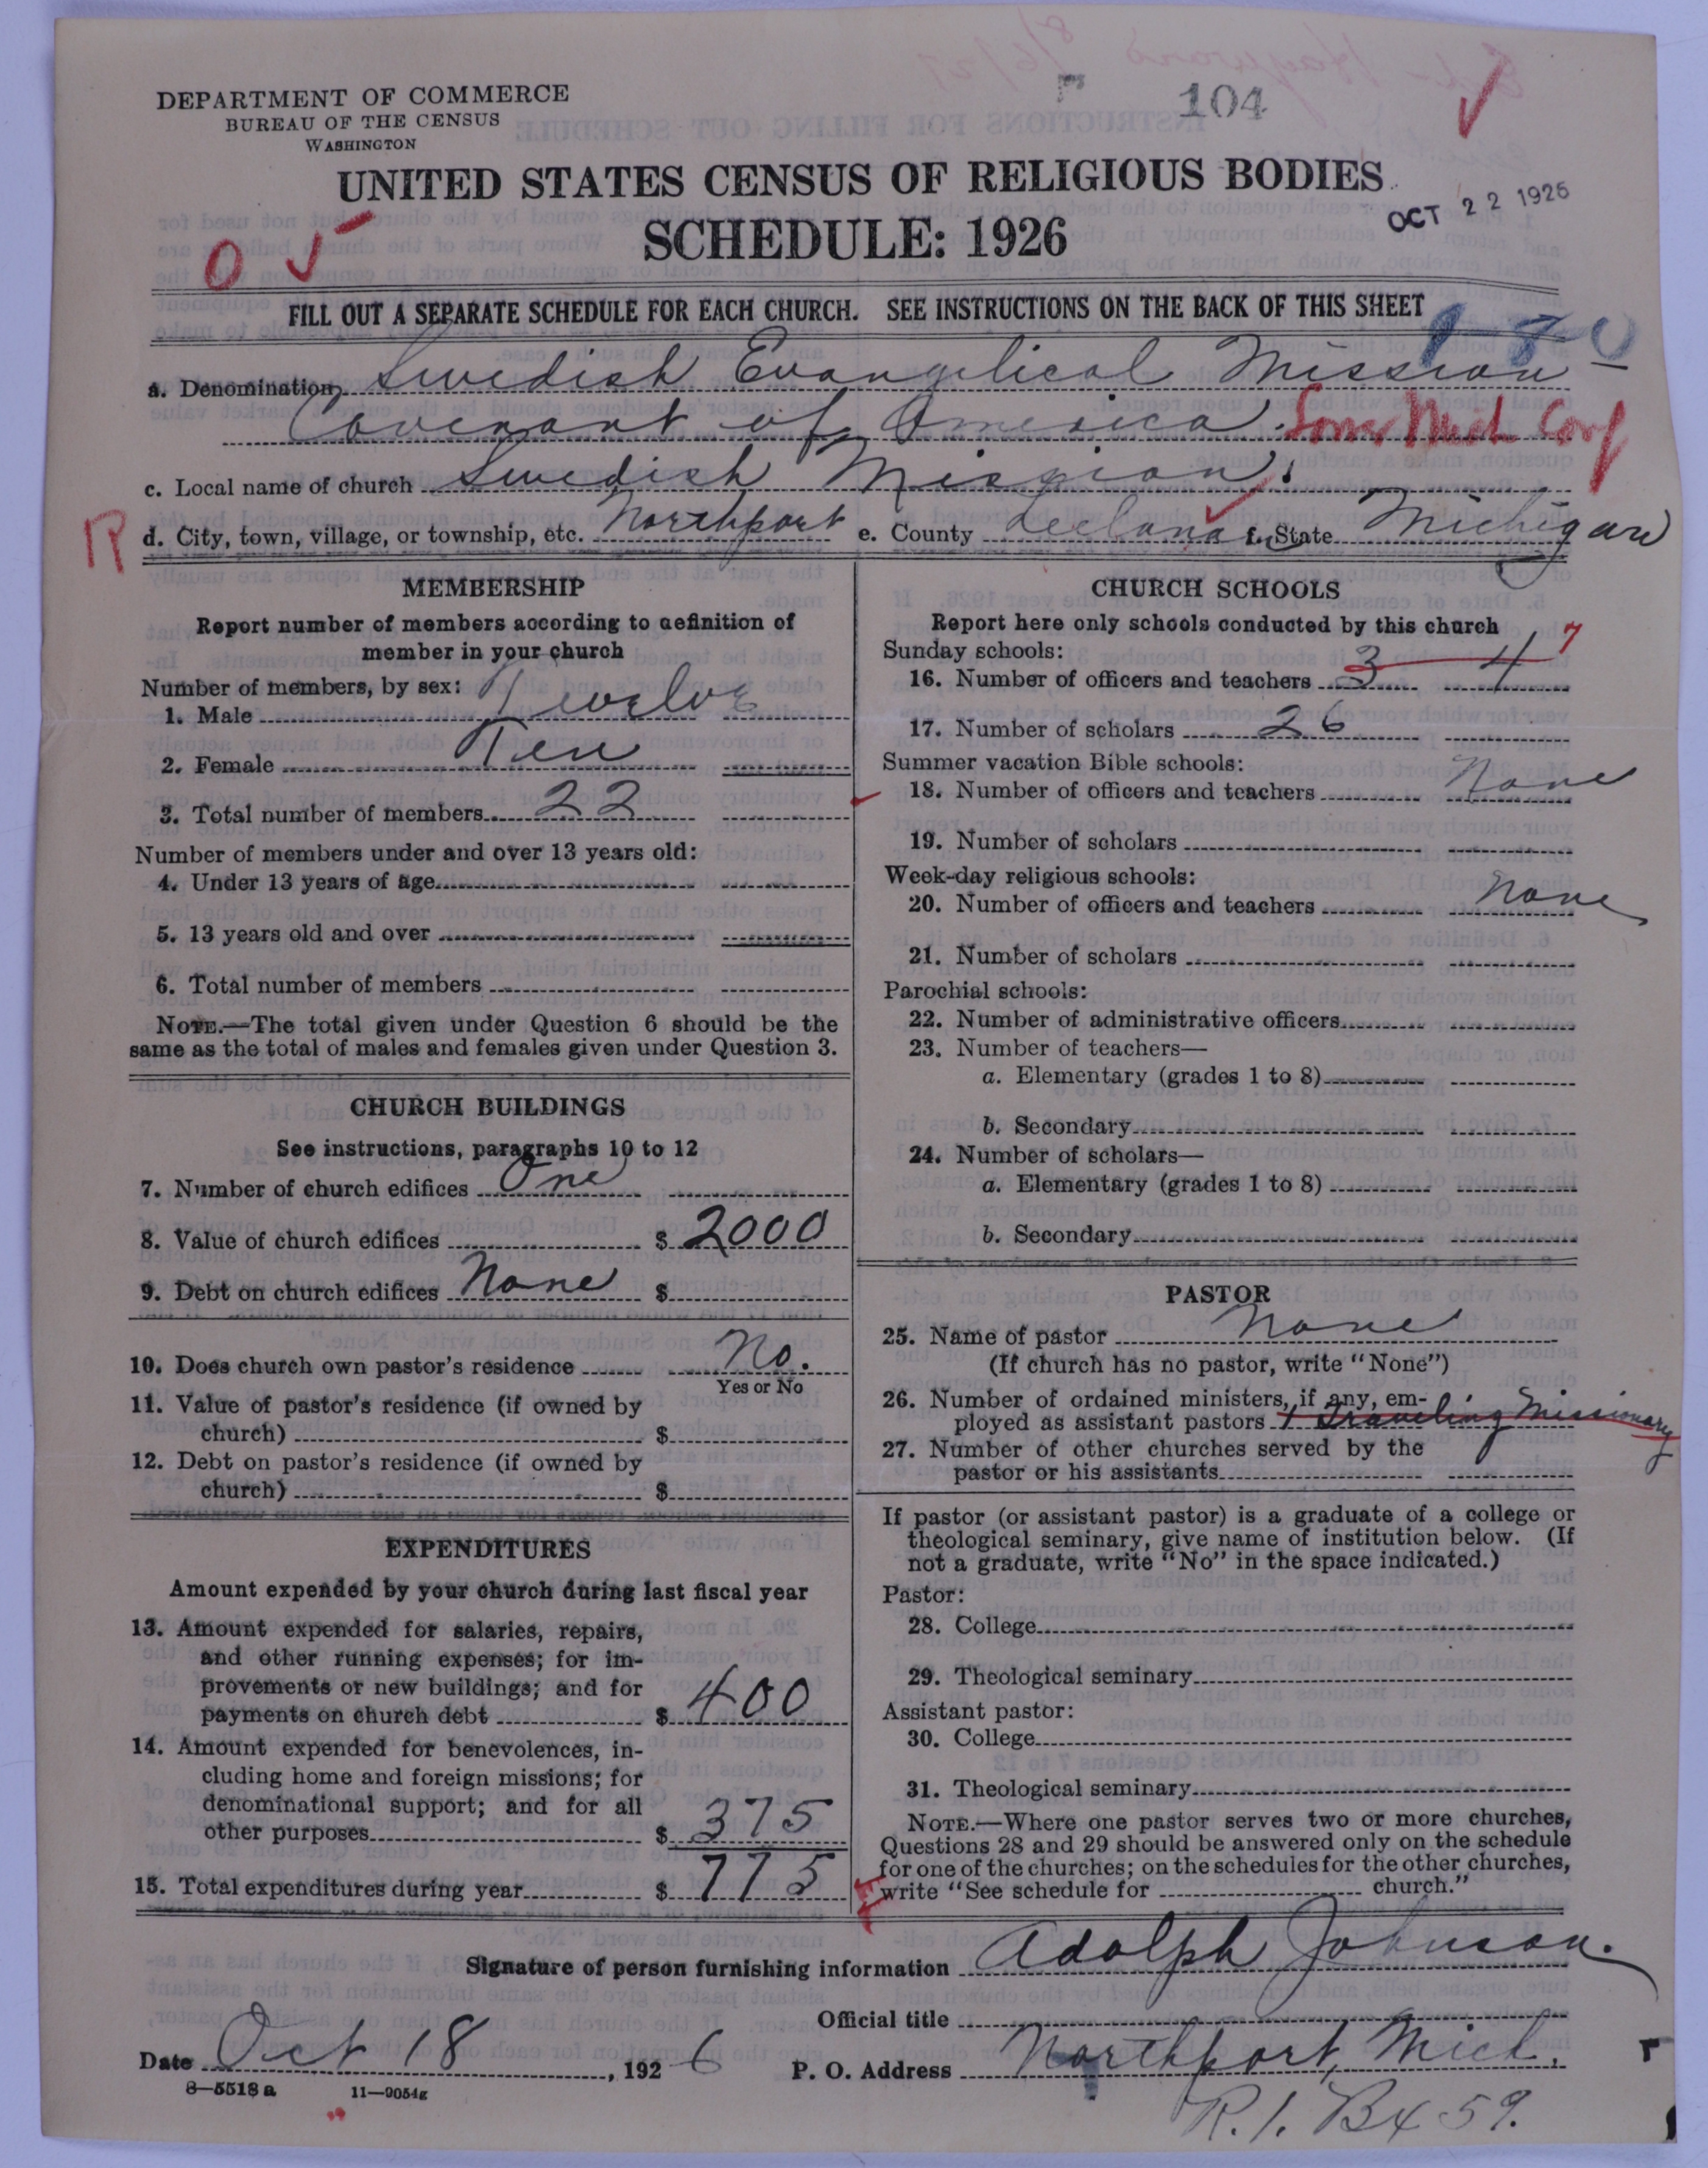 104
DEPARTMENT OF COMMERCE
BUREAU OF THE CENSUS
WASHINGTON
UNITED STATES CENSUS OF RELIGIOUS BODIES
SCHEDULE: 1926
OCT 22 1926
FILL OUT A SEPARATE SCHEDULE FOR EACH CHURCH. SEE INSTRUCTIONS ON THE BACK OF THIS SHEET
a. Denomination Swedish Evangelical Mission
Covenant of America.
c. Local name of church Swedish Mission.
R d. City, town, village, or township, etc. Northport e. County Leelanau f. State Michigan
MEMBERSHIP
Report number of members according to definition of
member in your church
Number of members, by sex:
1. Male Twelve
2. Female Ten
3. Total number of members 22
Number of members under and over 13 years old:
4. Under 13 years of age
5. 13 years old and over
6. Total number of members
NOTE.—The total given under Question 6 should be the
same as the total of males and females given under Question 3.
CHURCH BUILDINGS
See instructions, paragraphs 10 to 12
7. Number of church edifices One
8. Value of church edifices $ 2000
9. Debt on church edifices None $
10. Does church own pastor's residence No.
Yes or No
11. Value of pastor's residence (if owned by
church) $
12. Debt on pastor's residence (if owned by
church) $
EXPENDITURES
Amount expended by your church during last fiscal year
13. Amount expended for salaries, repairs,
and other running expenses; for im-
provements or new buildings; and for
payments on church debt $ 400
14. Amount expended for benevolences, in-
cluding home and foreign missions; for
denominational support; and for all
other purposes $ 375
15. Total expenditures during year $ 775
CHURCH SCHOOLS
Report here only schools conducted by this church
Sunday schools: 7
16. Number of officers and teachers 3 4
17. Number of scholars 26
Summer vacation Bible schools:
18. Number of officers and teachers None
19. Number of scholars
Week-day religious schools:
20. Number of officers and teachers None
21. Number of scholars
Parochial schools:
22. Number of administrative officers
23. Number of teachers—
a. Elementary (grades 1 to 8)
b. Secondary
24. Number of scholars—
a. Elementary (grades 1 to 8)
b. Secondary
PASTOR
25. Name of pastor None
(If church has no pastor, write "None")
26. Number of ordained ministers, if any, em-
ployed as assistant pastors 1 Traveling Missionary
27. Number of other churches served by the
pastor or his assistants
If pastor (or assistant pastor) is a graduate of a college or
theological seminary, give name of institution below. (If
not a graduate, write "No" in the space indicated.)
Pastor:
28. College
29. Theological seminary
Assistant pastor:
30. College
31. Theological seminary
NOTE.—Where one pastor serves two or more churches,
Questions 28 and 29 should be answered only on the schedule
for one of the churches; on the schedules for the other churches,
write "See schedule for church."
Signature of person furnishing information Adolph Johnson.
Official title
Date Oct 18, 1926 P. O. Address Northport, Mich.
8—5518 a 11—9054g
R. 1. Bx 59.